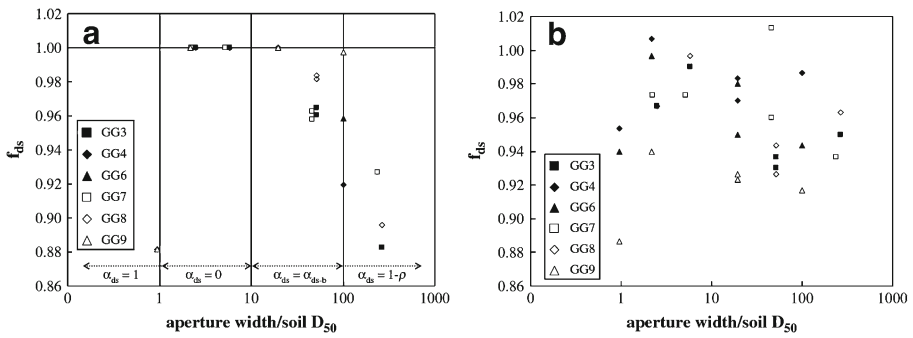 a
1.02
1.00
0.98
0.96
0.94
0.92
0.90
0.88
0.86
f_ds
GG3
GG4
GG6
GG7
GG8
GG9
α_ds = 1
α_ds = 0
α_ds = α_ds-b
α_ds = 1-ρ
0 1 10 100 1000
aperture width/soil D_50
b
1.02
1.00
0.98
0.96
0.94
0.92
0.90
0.88
0.86
f_ds
GG3
GG4
GG6
GG7
GG8
GG9
0 1 10 100 1000
aperture width/soil D_50